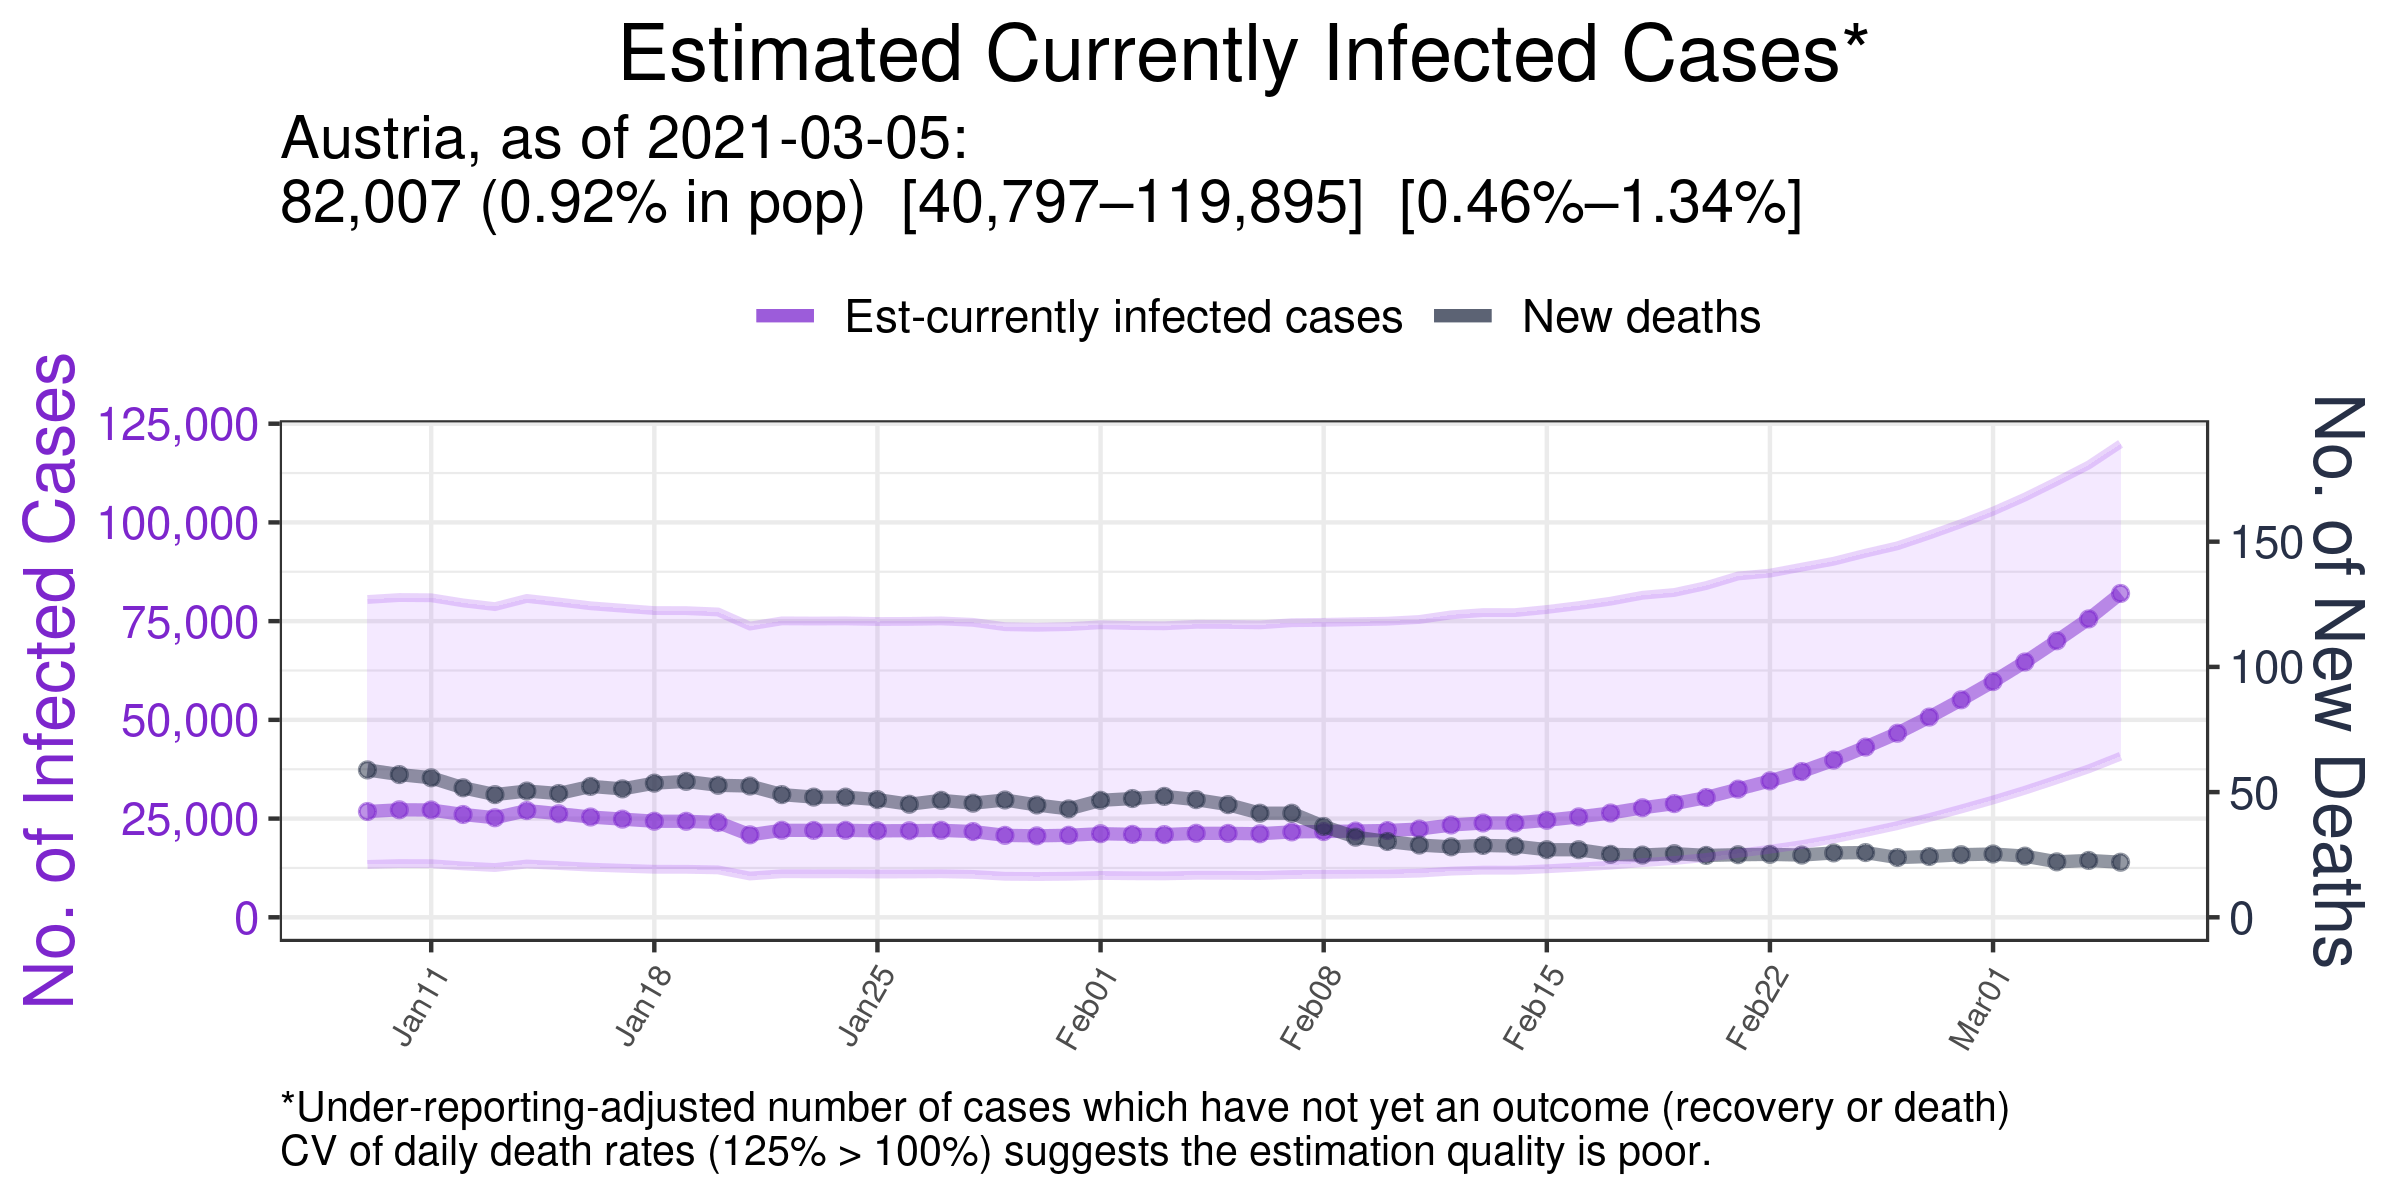 Estimated Currently Infected Cases*
Austria, as of 2021-03-05:
82,007 (0.92% in pop)  [40,797–119,895]  [0.46%–1.34%]
Est-currently infected cases
New deaths
No. of Infected Cases
125,000
100,000
75,000
50,000
25,000
0
No. of New Deaths
150
100
50
0
Jan11
Jan18
Jan25
Feb01
Feb08
Feb15
Feb22
Mar01
*Under-reporting-adjusted number of cases which have not yet an outcome (recovery or death)
CV of daily death rates (125% > 100%) suggests the estimation quality is poor.